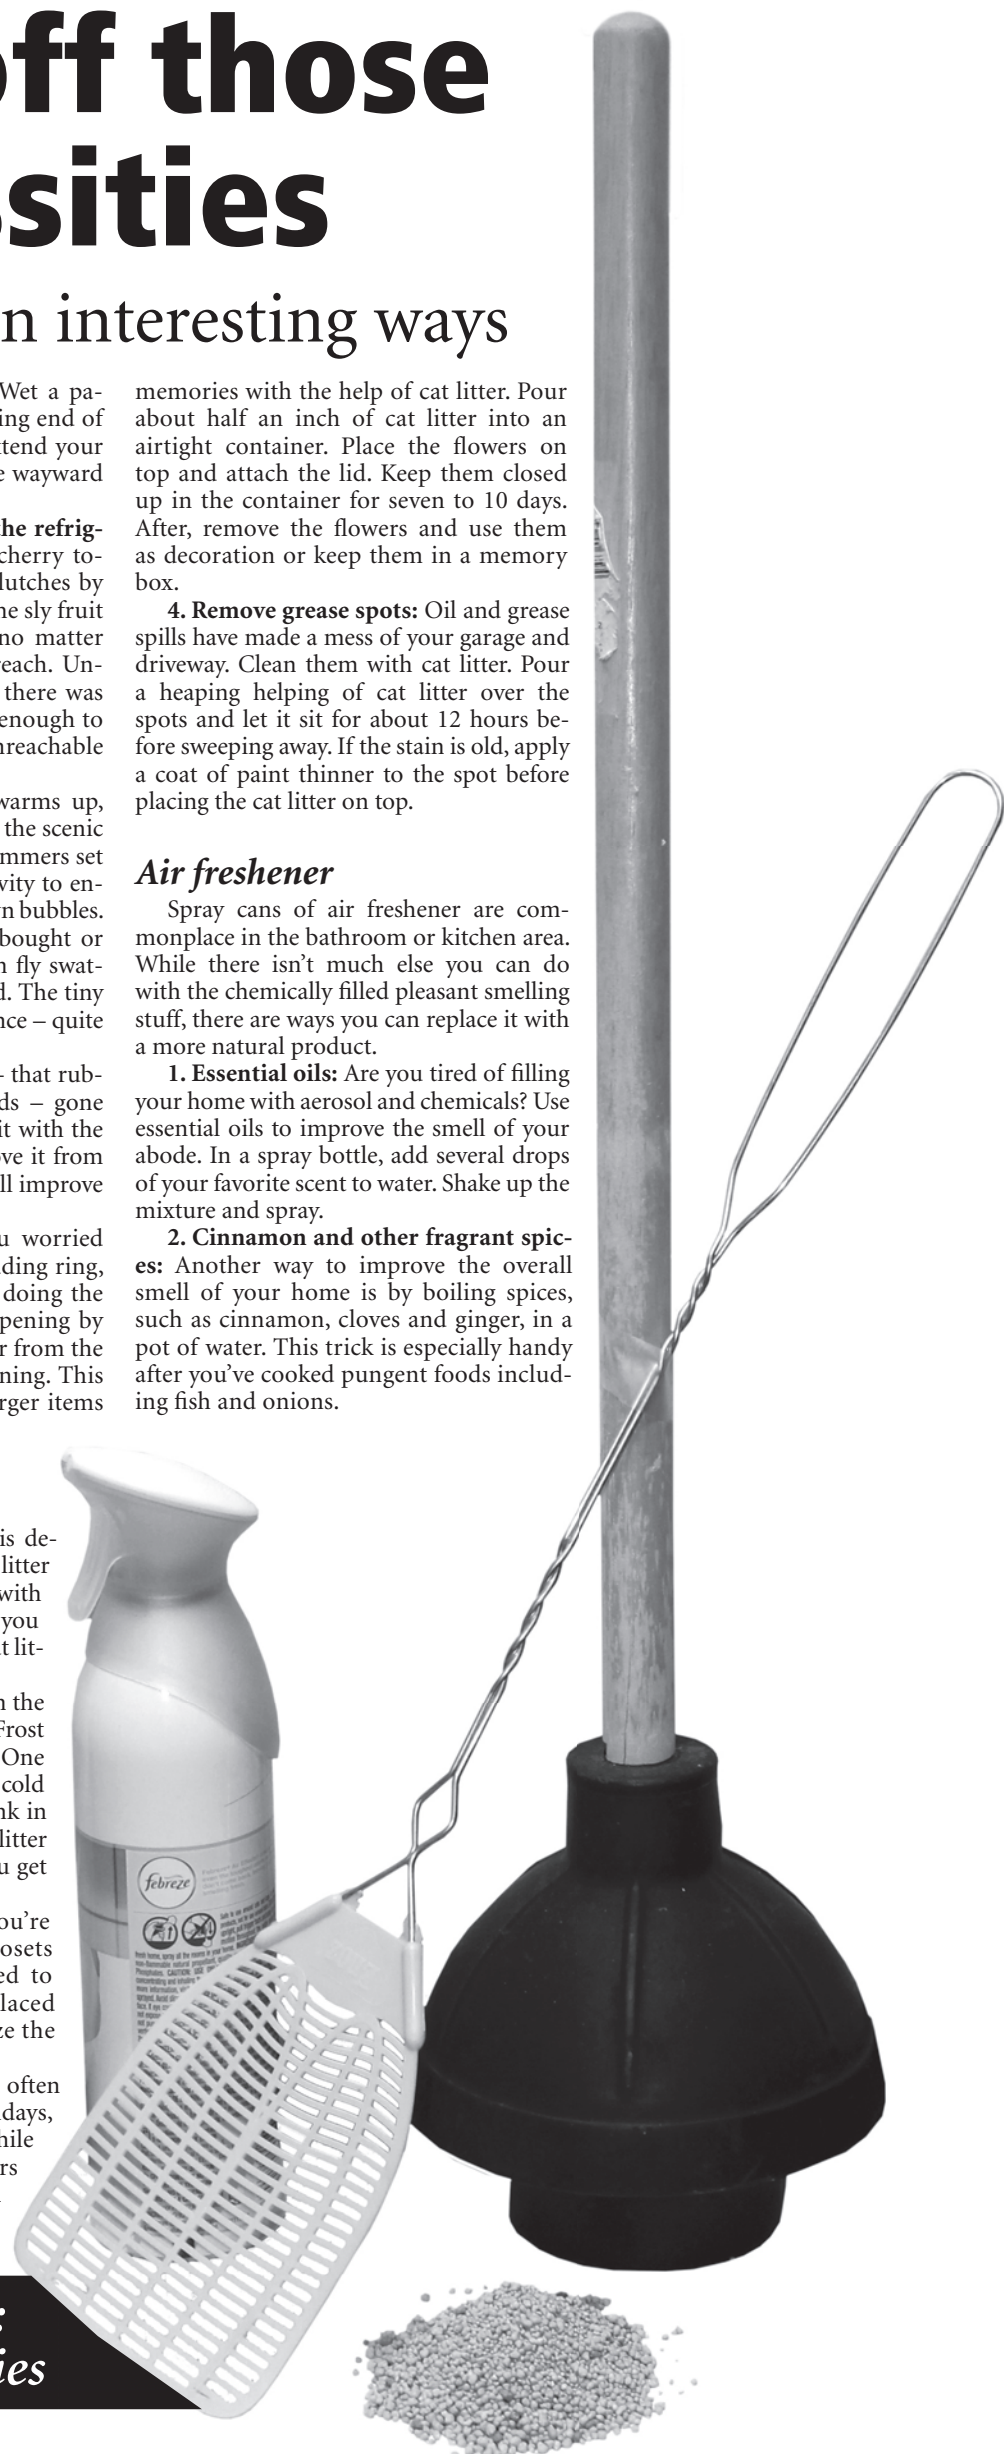 off those
sities
n interesting ways
Wet a pa-
ing end of
tend your
e wayward
the refrig-
cherry to-
lutches by
ne sly fruit
no matter
reach. Un-
there was
enough to
nreachable
warms up,
the scenic
mmers set
vity to en-
n bubbles.
bought or
n fly swat-
d. The tiny
nce – quite
– that rub-
ds – gone
it with the
ove it from
ll improve
u worried
ding ring,
doing the
pening by
r from the
ning. This
rger items
is de-
litter
with
you
t lit-
n the
Frost
One
cold
nk in
litter
u get
ou're
osets
ed to
laced
ze the
often
days,
hile
rs
memories with the help of cat litter. Pour
about half an inch of cat litter into an
airtight container. Place the flowers on
top and attach the lid. Keep them closed
up in the container for seven to 10 days.
After, remove the flowers and use them
as decoration or keep them in a memory
box.
4. Remove grease spots: Oil and grease
spills have made a mess of your garage and
driveway. Clean them with cat litter. Pour
a heaping helping of cat litter over the
spots and let it sit for about 12 hours be-
fore sweeping away. If the stain is old, apply
a coat of paint thinner to the spot before
placing the cat litter on top.
Air freshener
Spray cans of air freshener are com-
monplace in the bathroom or kitchen area.
While there isn't much else you can do
with the chemically filled pleasant smelling
stuff, there are ways you can replace it with
a more natural product.
1. Essential oils: Are you tired of filling
your home with aerosol and chemicals? Use
essential oils to improve the smell of your
abode. In a spray bottle, add several drops
of your favorite scent to water. Shake up the
mixture and spray.
2. Cinnamon and other fragrant spic-
es: Another way to improve the overall
smell of your home is by boiling spices,
such as cinnamon, cloves and ginger, in a
pot of water. This trick is especially handy
after you've cooked pungent foods includ-
ing fish and onions.
febreze
ies